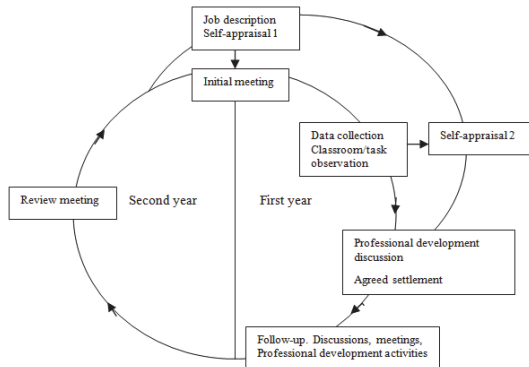 Job description
Self-appraisal 1
Initial meeting
Data collection
Classroom/task
observation
Self-appraisal 2
Review meeting
Second year
First year
Professional development
discussion
Agreed settlement
Follow-up. Discussions, meetings,
Professional development activities